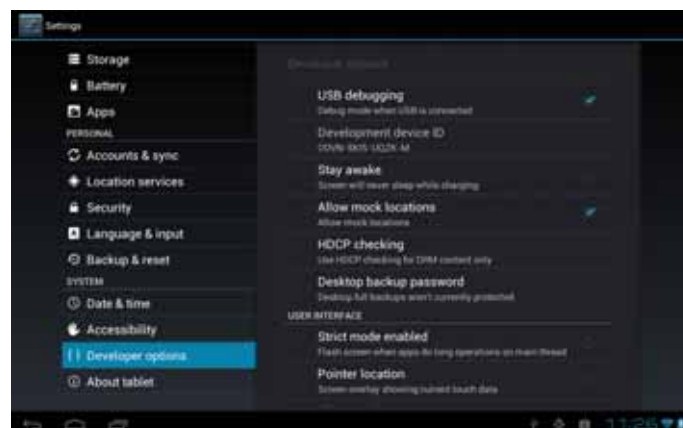 Settings
Storage
Battery
Apps
PERSONAL
Accounts & sync
Location services
Security
Language & input
Backup & reset
SYSTEM
Date & time
Accessibility
{ } Developer options
About tablet
USB debugging
Debug mode when USB is connected
Development device ID
Stay awake
Screen will never sleep while charging
Allow mock locations
Allow mock locations
HDCP checking
Use HDCP checking for DRM content only
Desktop backup password
Desktop full backups aren't currently protected
USER INTERFACE
Strict mode enabled
Flash screen when apps do long operations on main thread
Pointer location
Screen overlay showing current touch data
11:26